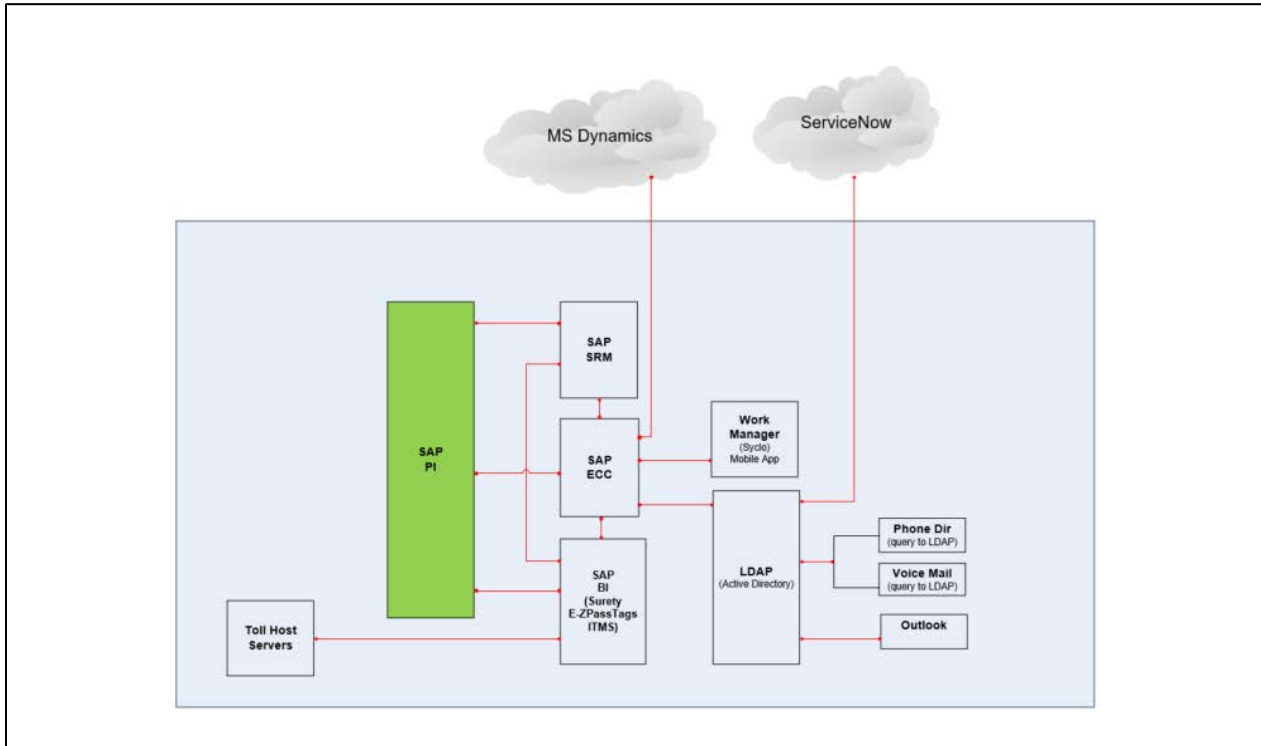 MS Dynamics
ServiceNow
SAP
SRM
SAP
PI
SAP
ECC
Work
Manager
(Syclo)
Mobile App
SAP
BI
(Surety
E-ZPassTags
ITMS)
LDAP
(Active Directory)
Phone Dir
(query to LDAP)
Voice Mail
(query to LDAP)
Outlook
Toll Host
Servers